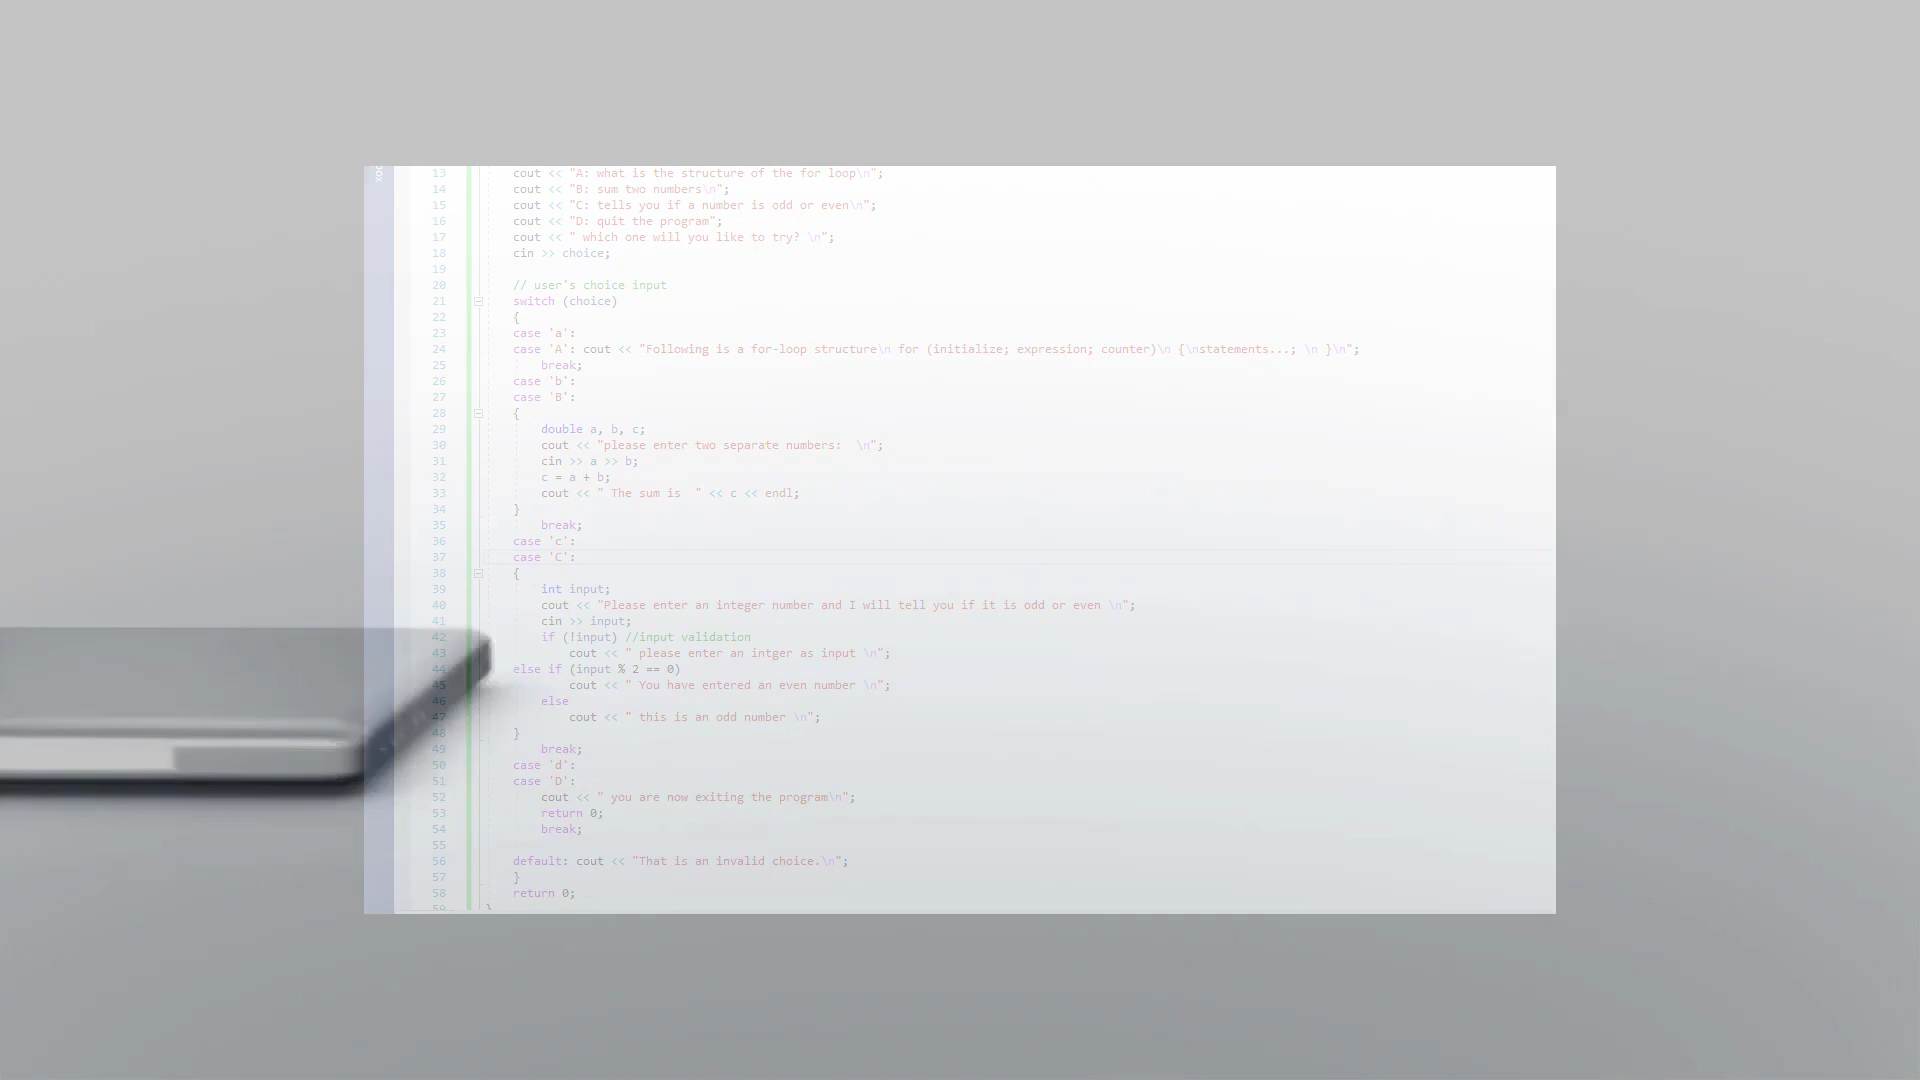 13 cout << "A: what is the structure of the for loop\n";
14 cout << "B: sum two numbers\n";
15 cout << "C: tells you if a number is odd or even\n";
16 cout << "D: quit the program";
17 cout << " which one will you like to try? \n";
18 cin >> choice;
19
20 // user's choice input
21 switch (choice)
22 {
23 case 'a':
24 case 'A': cout << "Following is a for-loop structure\n for (initialize; expression; counter)\n {\nstatements...; \n }\n";
25 break;
26 case 'b':
27 case 'B':
28 {
29 double a, b, c;
30 cout << "please enter two separate numbers:  \n";
31 cin >> a >> b;
32 c = a + b;
33 cout << " The sum is  " << c << endl;
34 }
35 break;
36 case 'c':
37 case 'C':
38 {
39 int input;
40 cout << "Please enter an integer number and I will tell you if it is odd or even \n";
41 cin >> input;
42 if (!input) //input validation
43 cout << " please enter an intger as input \n";
44 else if (input % 2 == 0)
45 cout << " You have entered an even number \n";
46 else
47 cout << " this is an odd number \n";
48 }
49 break;
50 case 'd':
51 case 'D':
52 cout << " you are now exiting the program\n";
53 return 0;
54 break;
55
56 default: cout << "That is an invalid choice.\n";
57 }
58 return 0;
59 }